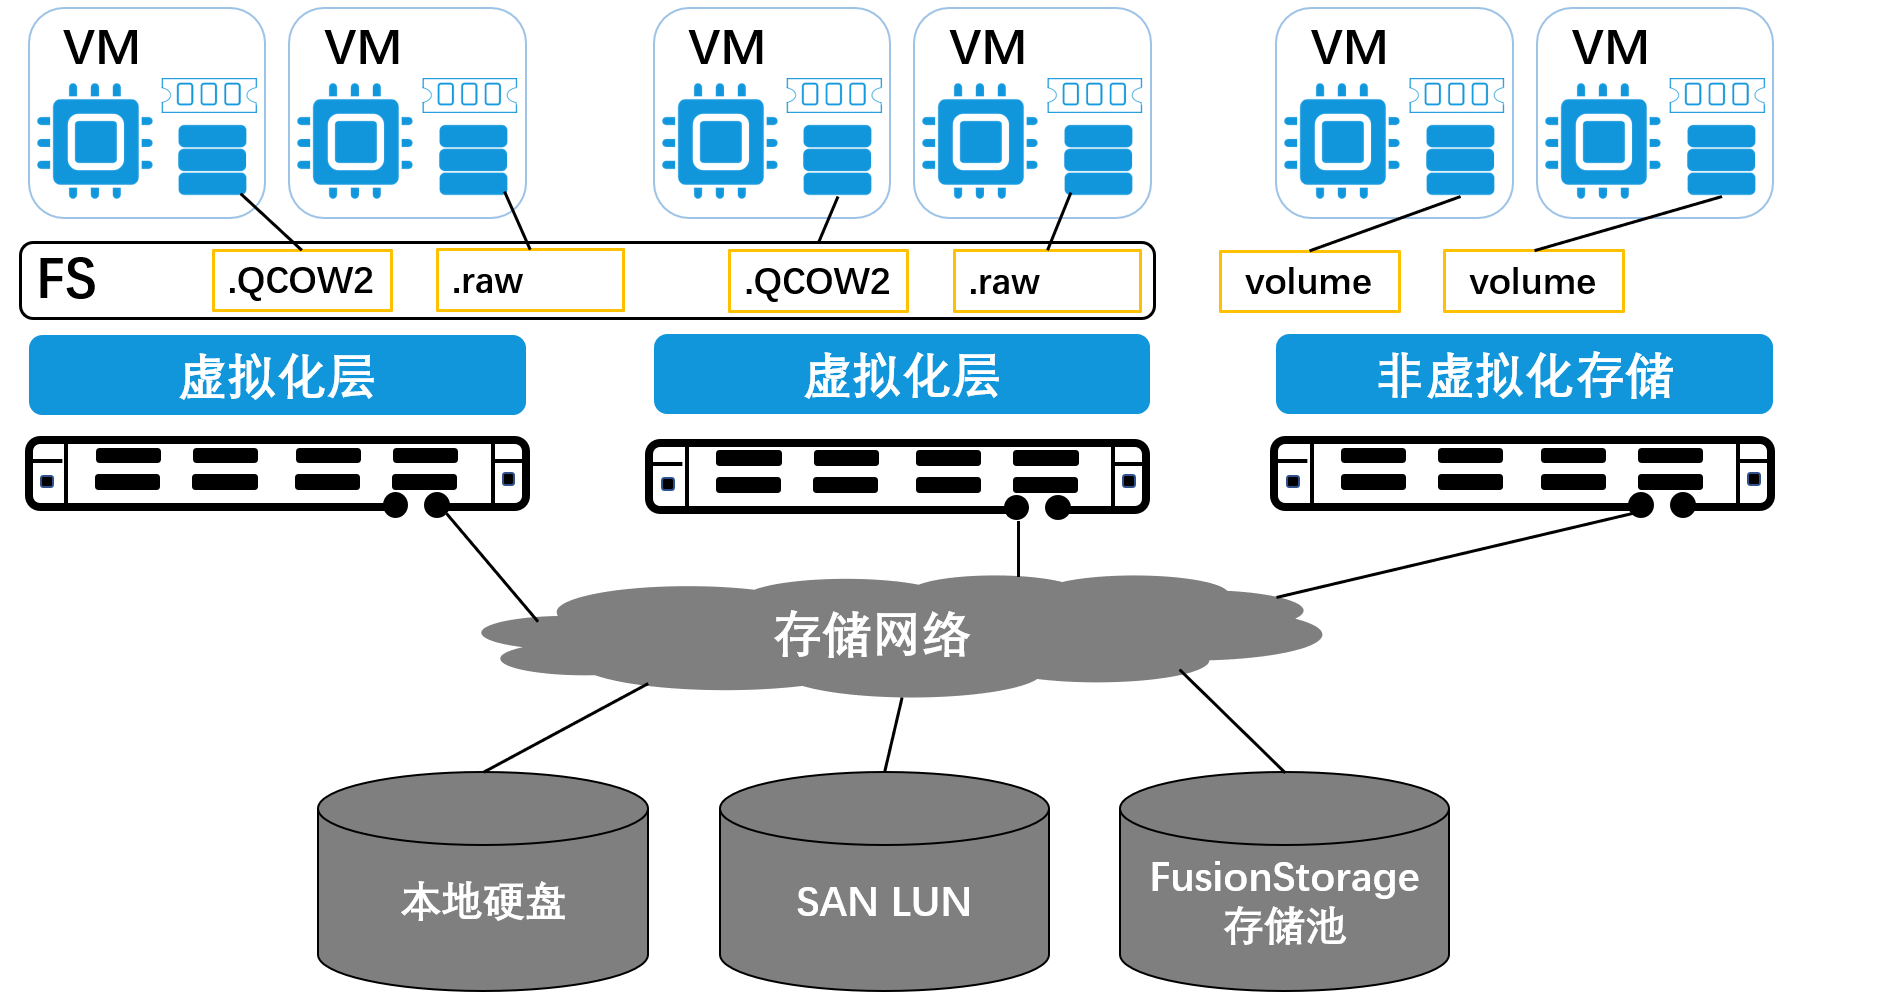 VM
VM
VM
VM
VM
VM
FS
.QCOW2
.raw
.QCOW2
.raw
volume
volume
虚拟化层
虚拟化层
非虚拟化存储
存储网络
本地硬盘
SAN LUN
FusionStorage
存储池